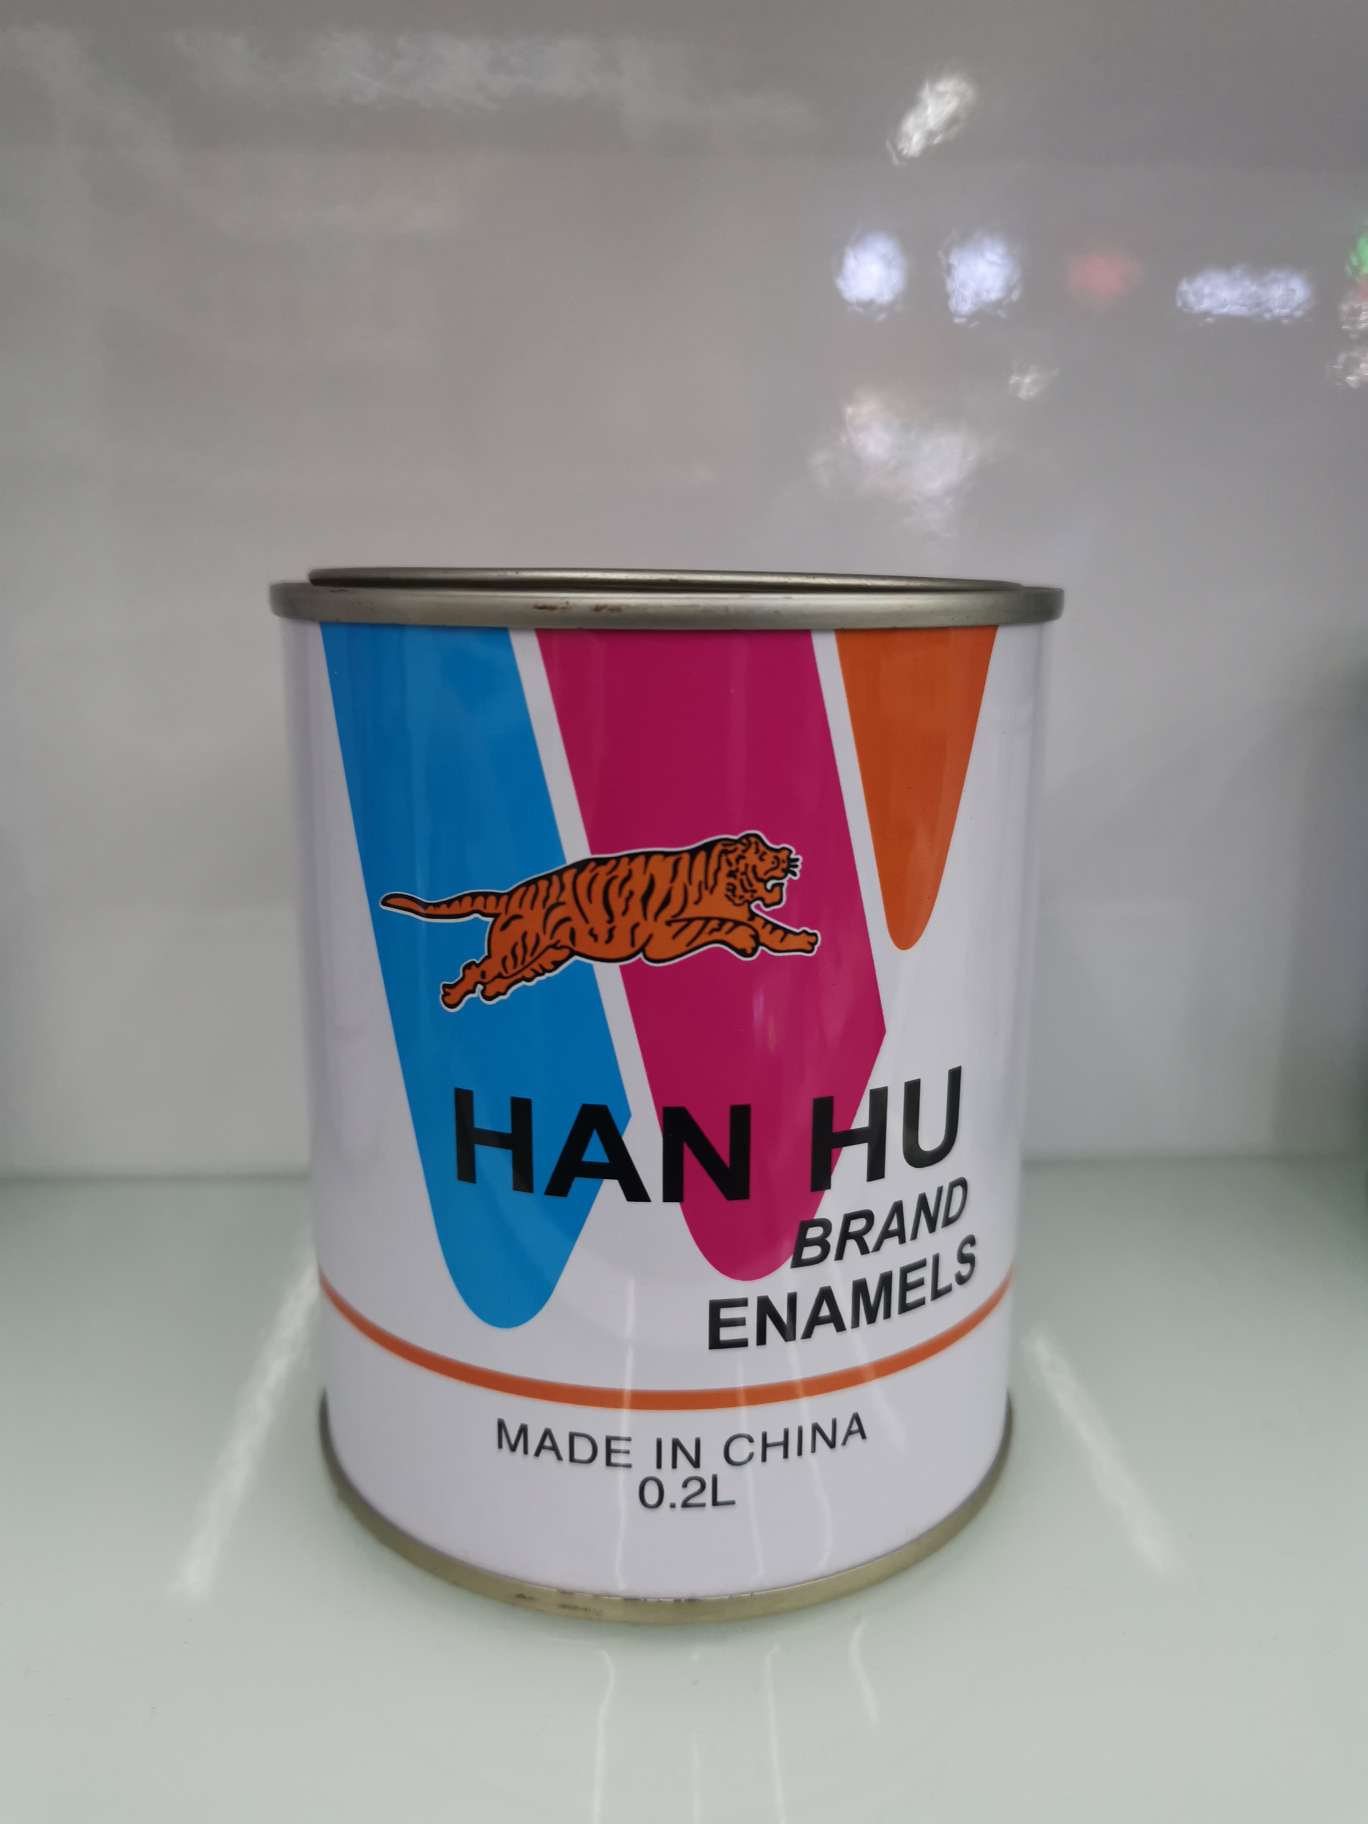 HAN HU
BRAND
ENAMELS
MADE IN CHINA
0.2L